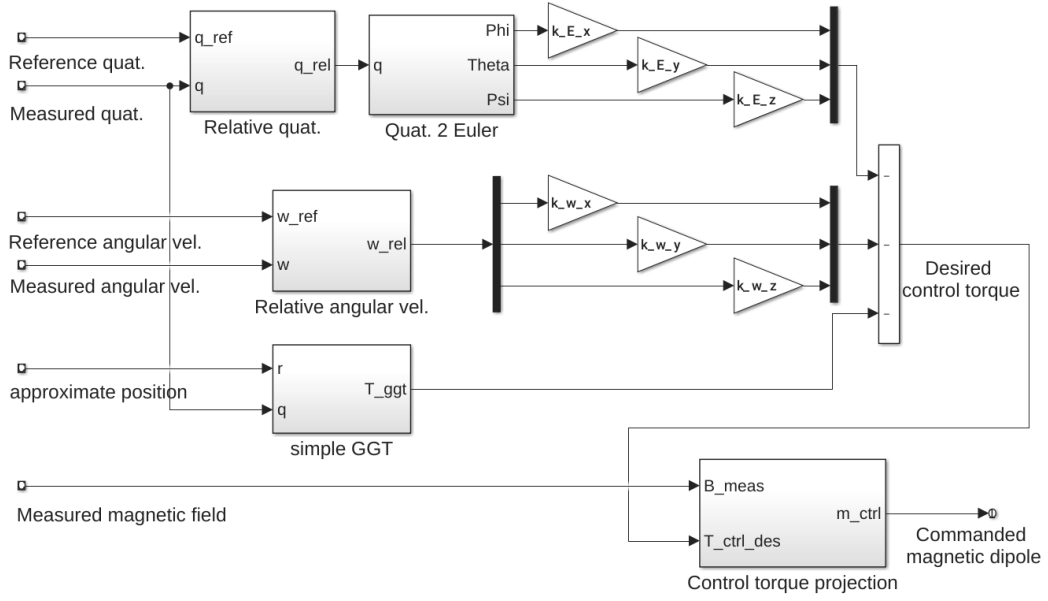 q_ref
Reference quat.
q
Measured quat.
q_rel
Relative quat.
q
Phi
Theta
Psi
Quat. 2 Euler
k_E_x
k_E_y
k_E_z
w_ref
Reference angular vel.
w
Measured angular vel.
w_rel
Relative angular vel.
k_w_x
k_w_y
k_w_z
-
-
-
Desired
control torque
r
approximate position
q
T_ggt
simple GGT
B_meas
Measured magnetic field
T_ctrl_des
m_ctrl
Control torque projection
Commanded
magnetic dipole